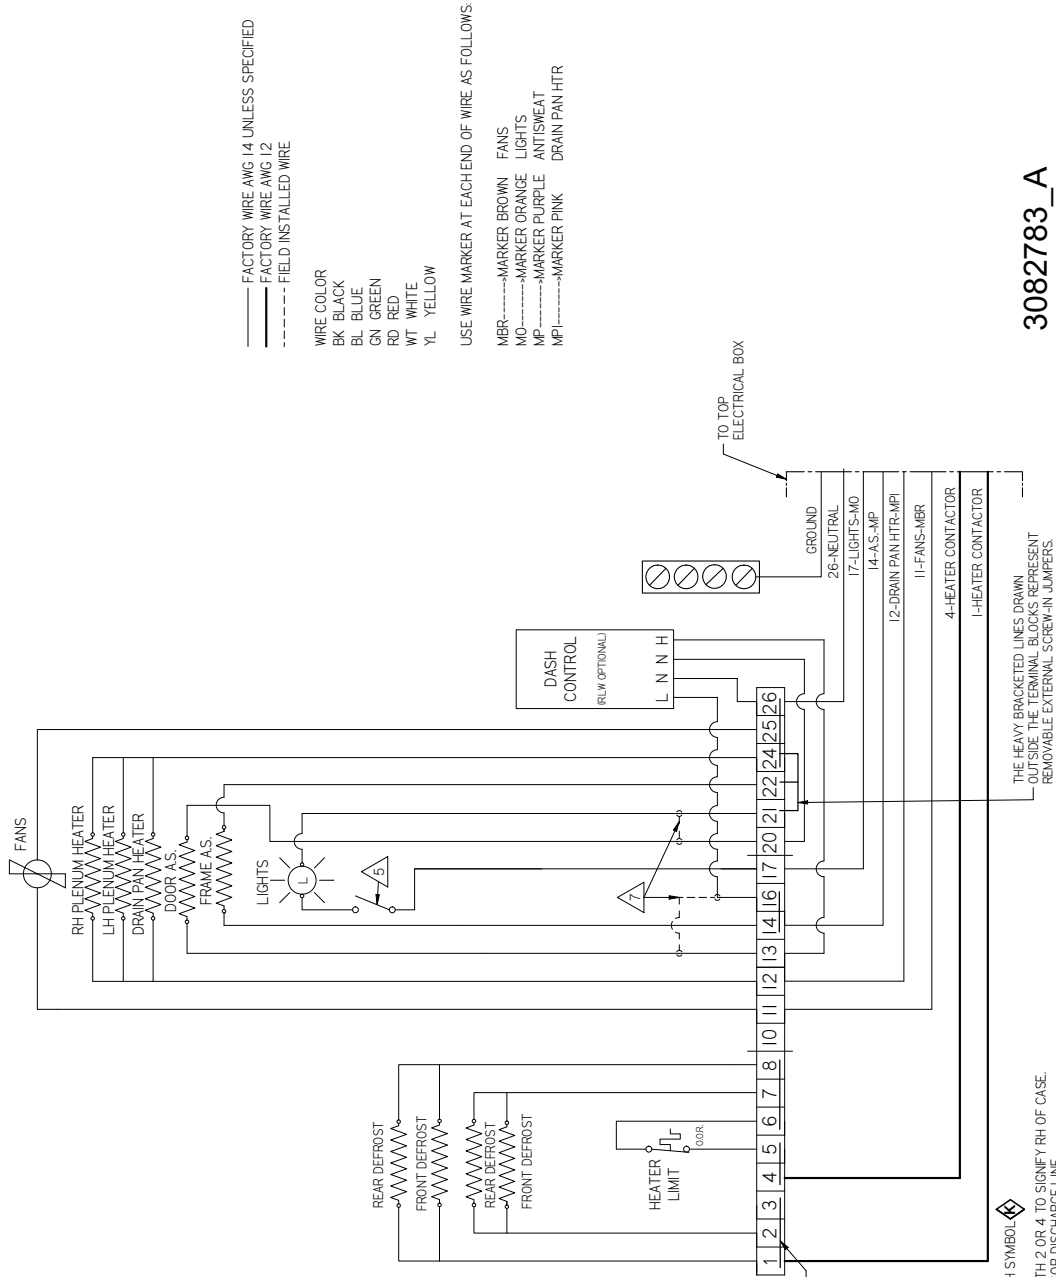 FACTORY WIRE AWG 14 UNLESS SPECIFIED
FACTORY WIRE AWG 12
FIELD INSTALLED WIRE
WIRE COLOR
BK BLACK
BL BLUE
GN GREEN
RD RED
WT WHITE
YL YELLOW
USE WIRE MARKER AT EACH END OF WIRE AS FOLLOWS:
MBR------->MARKER BROWN FANS
MO------->MARKER ORANGE LIGHTS
MP------->MARKER PURPLE ANTISWEAT
MPI------->MARKER PINK DRAIN PAN HTR
FANS
RH PLENUM HEATER
LH PLENUM HEATER
DRAIN PAN HEATER
DOOR A.S.
FRAME A.S.
LIGHTS
L
5
7
REAR DEFROST
FRONT DEFROST
REAR DEFROST
FRONT DEFROST
HEATER
LIMIT
O.O.R.
DASH
CONTROL
(RLW OPTIONAL)
L N N H
1 2 3 4 5 6 7 8 10 11 12 13 14 16 17 20 21 22 24 25 26
TO TOP
ELECTRICAL BOX
GROUND
26-NEUTRAL
17-LIGHTS-MO
14-A.S.-MP
12-DRAIN PAN HTR-MPI
11-FANS-MBR
4-HEATER CONTACTOR
1-HEATER CONTACTOR
THE HEAVY BRACKETED LINES DRAWN
OUTSIDE THE TERMINAL BLOCKS REPRESENT
REMOVABLE EXTERNAL SCREW-IN JUMPERS.
H SYMBOL K
TH 2 OR 4 TO SIGNIFY RH OF CASE.
OR DISCHARGE LINE
3082783_A